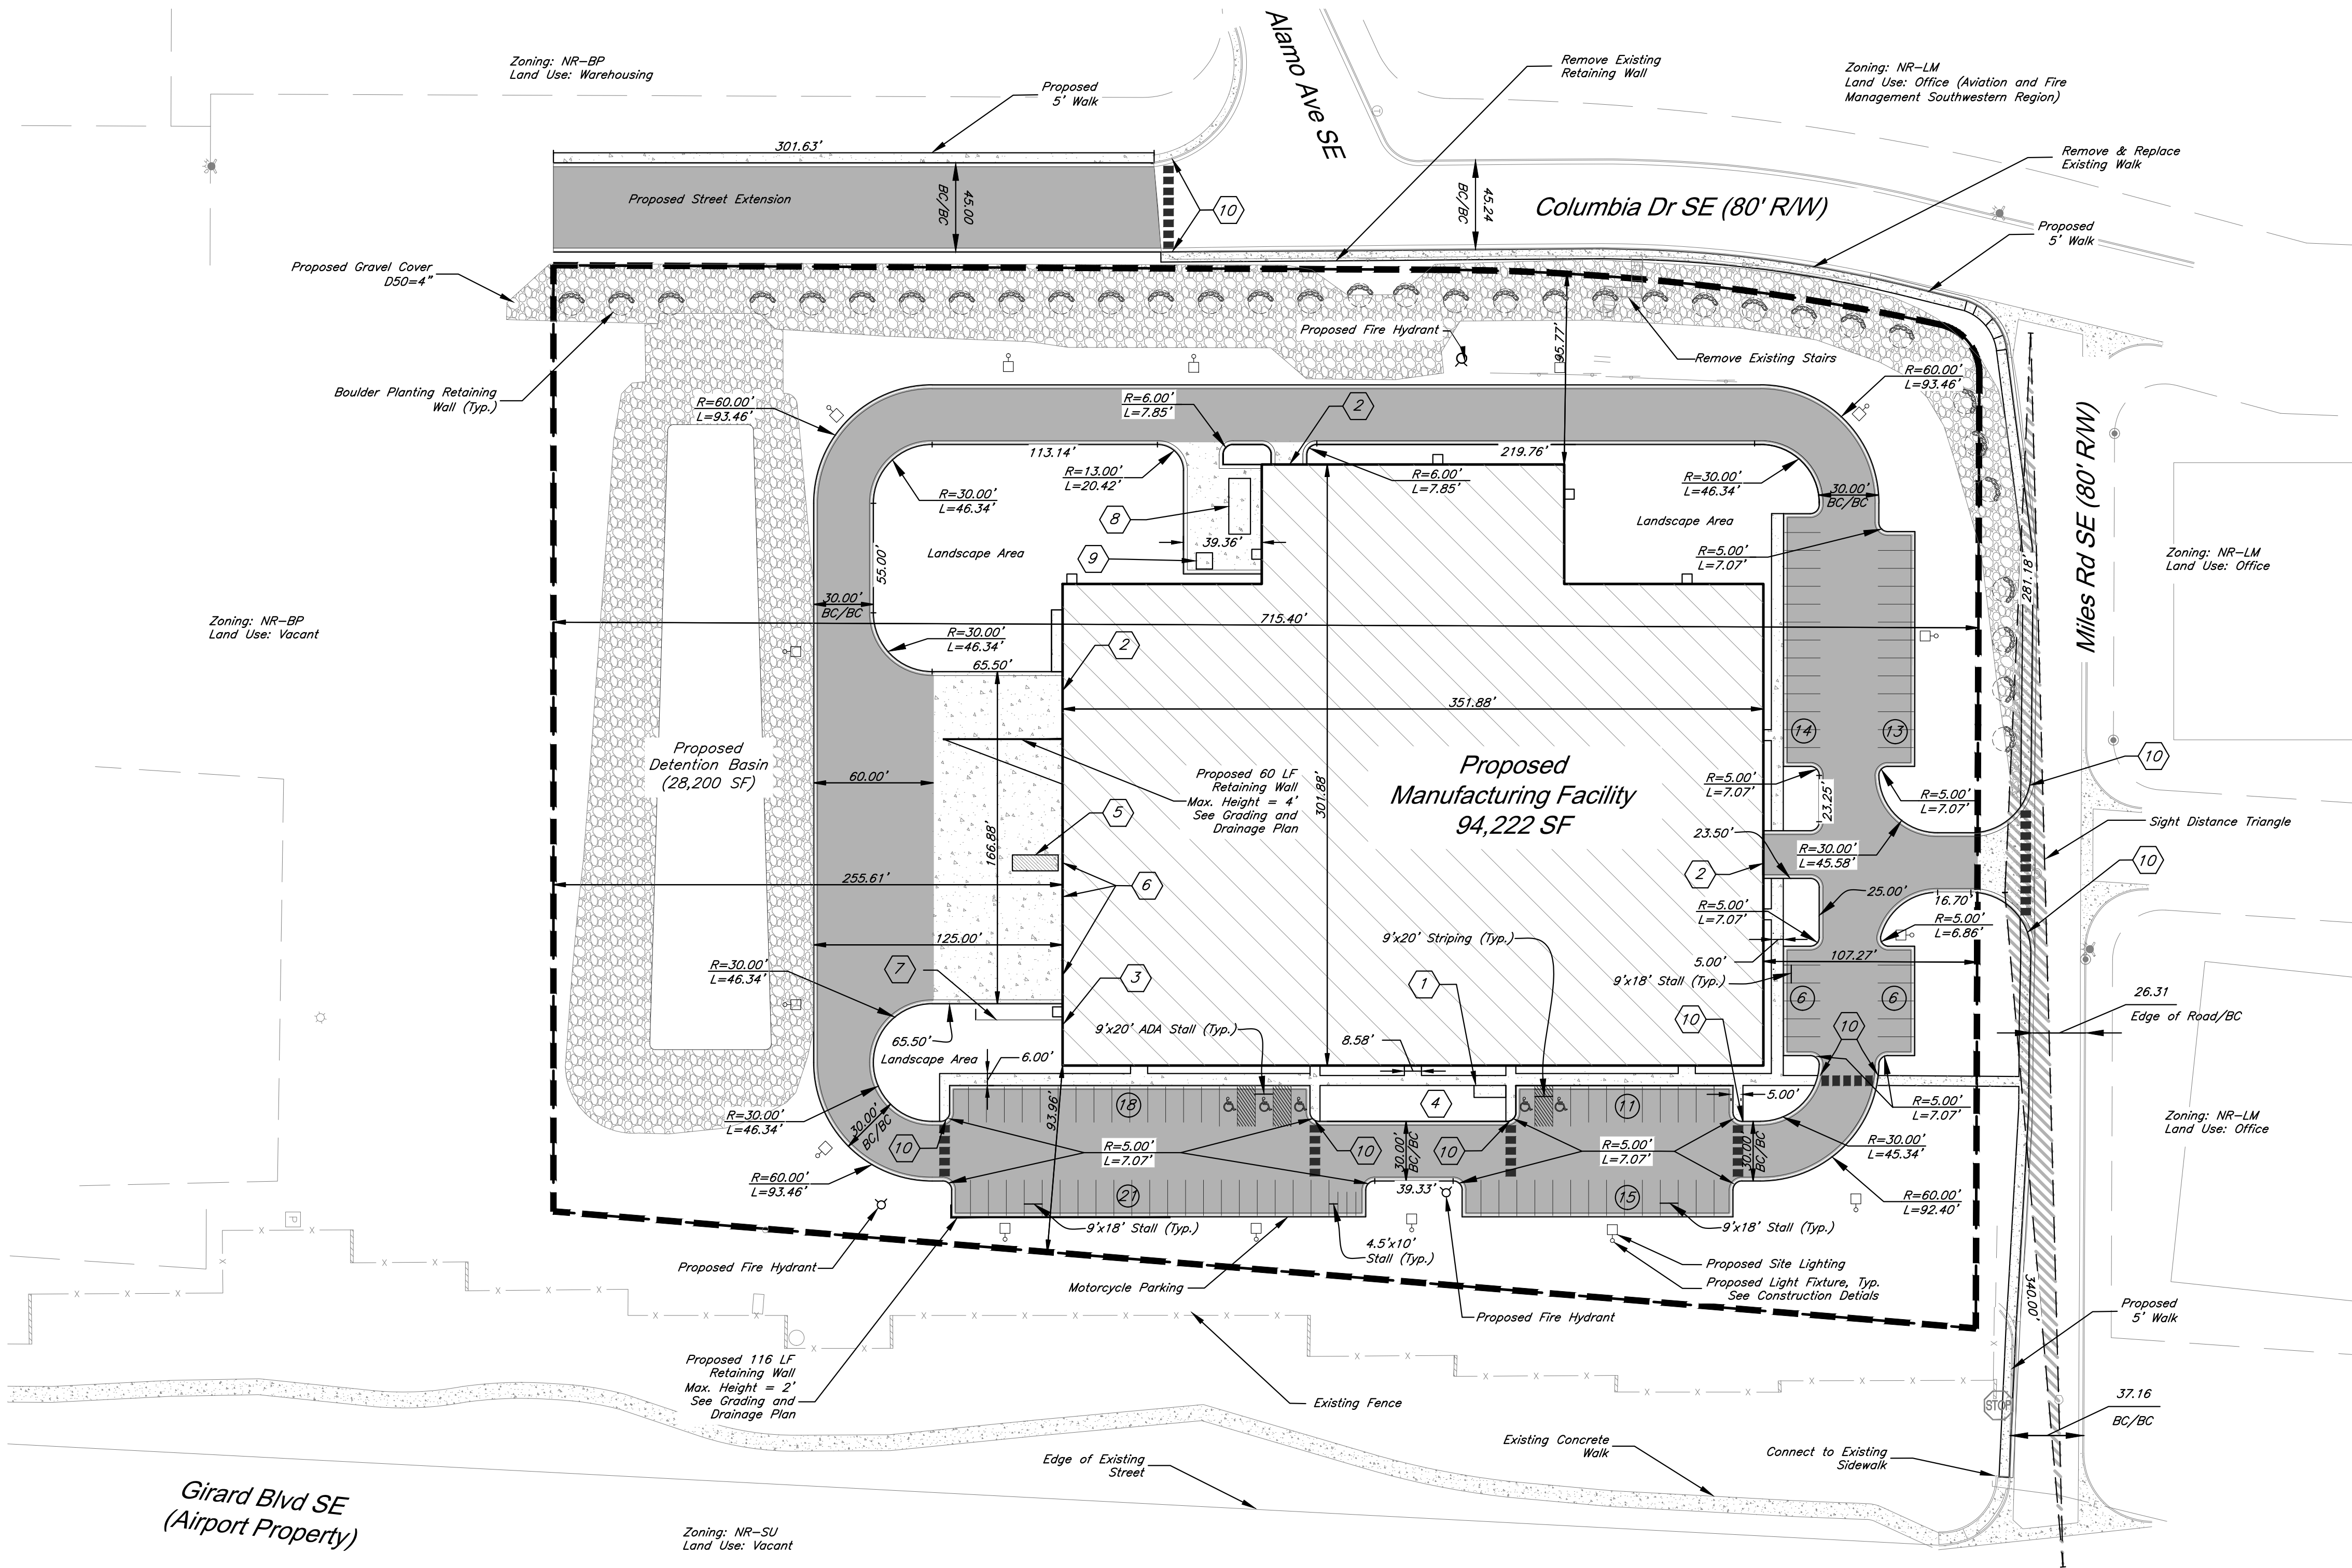 Alamo Ave SE
Zoning: NR-BP
Land Use: Warehousing
Proposed
5' Walk
Remove Existing
Retaining Wall
Zoning: NR-LM
Land Use: Office (Aviation and Fire
Management Southwestern Region)
301.63'
Remove & Replace
Existing Walk
Proposed Street Extension
45.00
BC/BC
10
45.24
BC/BC
Columbia Dr SE (80' R/W)
Proposed
5' Walk
Proposed Gravel Cover
D50=4"
Proposed Fire Hydrant
95.77'
Remove Existing Stairs
Boulder Planting Retaining
Wall (Typ.)
R=60.00'
L=93.46'
R=6.00'
L=7.85'
2
R=60.00'
L=93.46'
Miles Rd SE (80' R/W)
113.14'
R=13.00'
L=20.42'
219.76'
R=6.00'
L=7.85'
R=30.00'
L=46.34'
R=30.00'
L=46.34'
30.00'
BC/BC
8
Landscape Area
39.36'
Landscape Area
9
55.00'
R=5.00'
L=7.07'
281.18'
Zoning: NR-LM
Land Use: Office
30.00'
BC/BC
Zoning: NR-BP
Land Use: Vacant
715.40'
R=30.00'
L=46.34'
2
65.50'
351.88'
14
13
Proposed
Detention Basin
(28,200 SF)
60.00'
Proposed 60 LF
Retaining Wall
Max. Height = 4'
See Grading and
Drainage Plan
301.88'
Proposed
Manufacturing Facility
94,222 SF
10
R=5.00'
L=7.07'
23.25'
R=5.00'
L=7.07'
5
166.88'
Sight Distance Triangle
23.50'
R=30.00'
L=45.58'
10
255.61'
6
2
25.00'
R=5.00'
L=7.07'
16.70'
R=5.00'
L=6.86'
125.00'
9'x20' Striping (Typ.)
5.00'
107.27'
R=30.00'
L=46.34'
7
3
1
9'x18' Stall (Typ.)
6
6
26.31
Edge of Road/BC
10
10
9'x20' ADA Stall (Typ.)
65.50'
Landscape Area
6.00'
8.58'
18
4
11
5.00'
R=5.00'
L=7.07'
R=30.00'
L=46.34'
30.00'
BC/BC
93.96'
Zoning: NR-LM
Land Use: Office
10
R=5.00'
L=7.07'
10
30.00'
BC/BC
10
R=5.00'
L=7.07'
30.00'
BC/BC
R=30.00'
L=45.34'
R=60.00'
L=93.46'
21
39.33'
15
R=60.00'
L=92.40'
9'x18' Stall (Typ.)
9'x18' Stall (Typ.)
4.5'x10'
Stall (Typ.)
Proposed Fire Hydrant
Motorcycle Parking
Proposed Site Lighting
Proposed Light Fixture, Typ.
See Construction Detials
340.00'
Proposed Fire Hydrant
Proposed
5' Walk
Proposed 116 LF
Retaining Wall
Max. Height = 2'
See Grading and
Drainage Plan
Existing Fence
STOP
37.16
BC/BC
Existing Concrete
Walk
Connect to Existing
Sidewalk
Edge of Existing
Street
Girard Blvd SE
(Airport Property)
Zoning: NR-SU
Land Use: Vacant